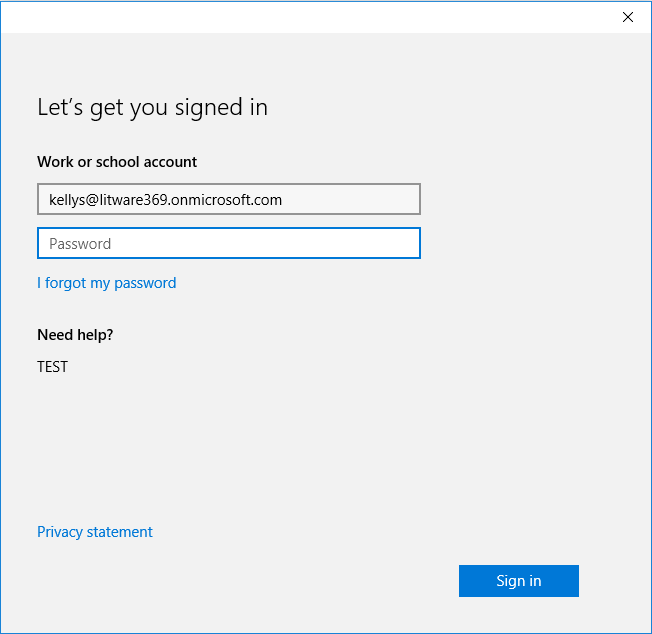 Let’s get you signed in
Work or school account
kellys@litware369.onmicrosoft.com
Password
I forgot my password
Need help?
TEST
Privacy statement
Sign in